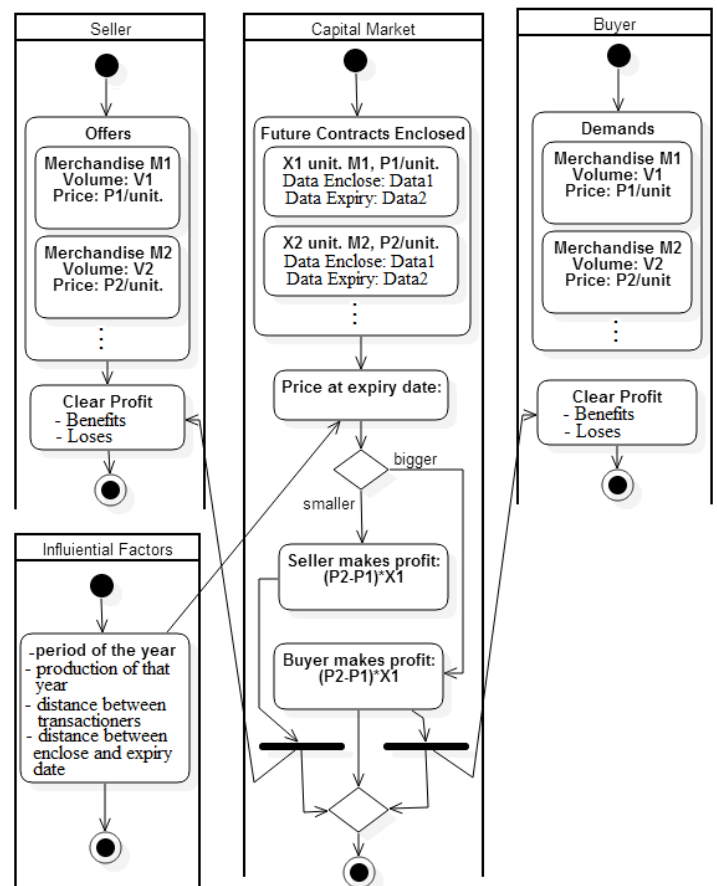 Seller
Offers
Merchandise M1
Volume: V1
Price: P1/unit.
Merchandise M2
Volume: V2
Price: P2/unit.
⋮
Clear Profit
- Benefits
- Loses
Capital Market
Future Contracts Enclosed
X1 unit. M1, P1/unit.
Data Enclose: Data1
Data Expiry: Data2
X2 unit. M2, P2/unit.
Data Enclose: Data1
Data Expiry: Data2
⋮
Price at expiry date:
bigger
smaller
Seller makes profit:
(P2-P1)*X1
Buyer makes profit:
(P2-P1)*X1
Buyer
Demands
Merchandise M1
Volume: V1
Price: P1/unit
Merchandise M2
Volume: V2
Price: P2/unit
⋮
Clear Profit
- Benefits
- Loses
Influiential Factors
-period of the year
- production of that
year
- distance between
transactioners
- distance between
enclose and expiry
date